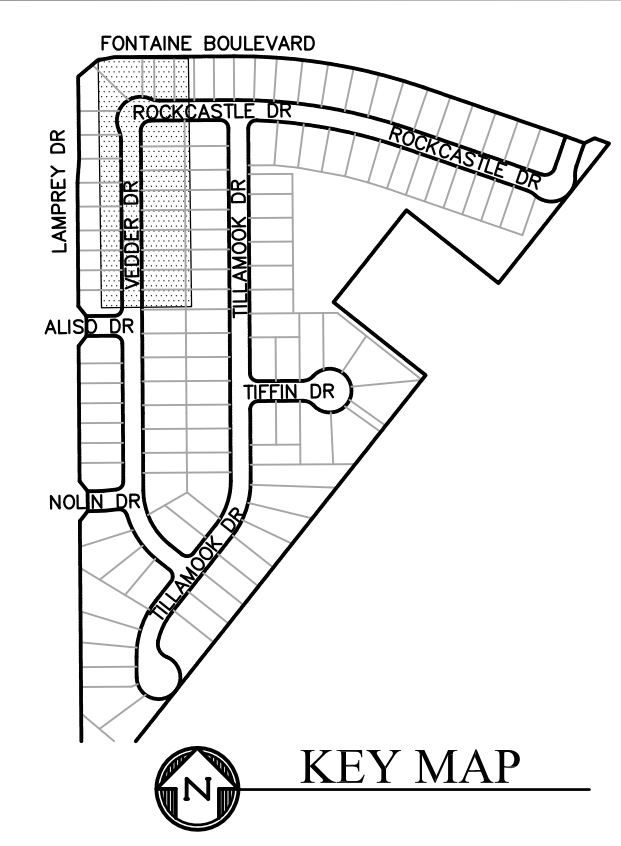 FONTAINE BOULEVARD
ROCKCASTLE DR
ROCKCASTLE DR
LAMPREY DR
VEDDER DR
TILLAMOOK DR
ALISO DR
TIFFIN DR
NOLIN DR
TILLAMOOK DR
KEY MAP
N